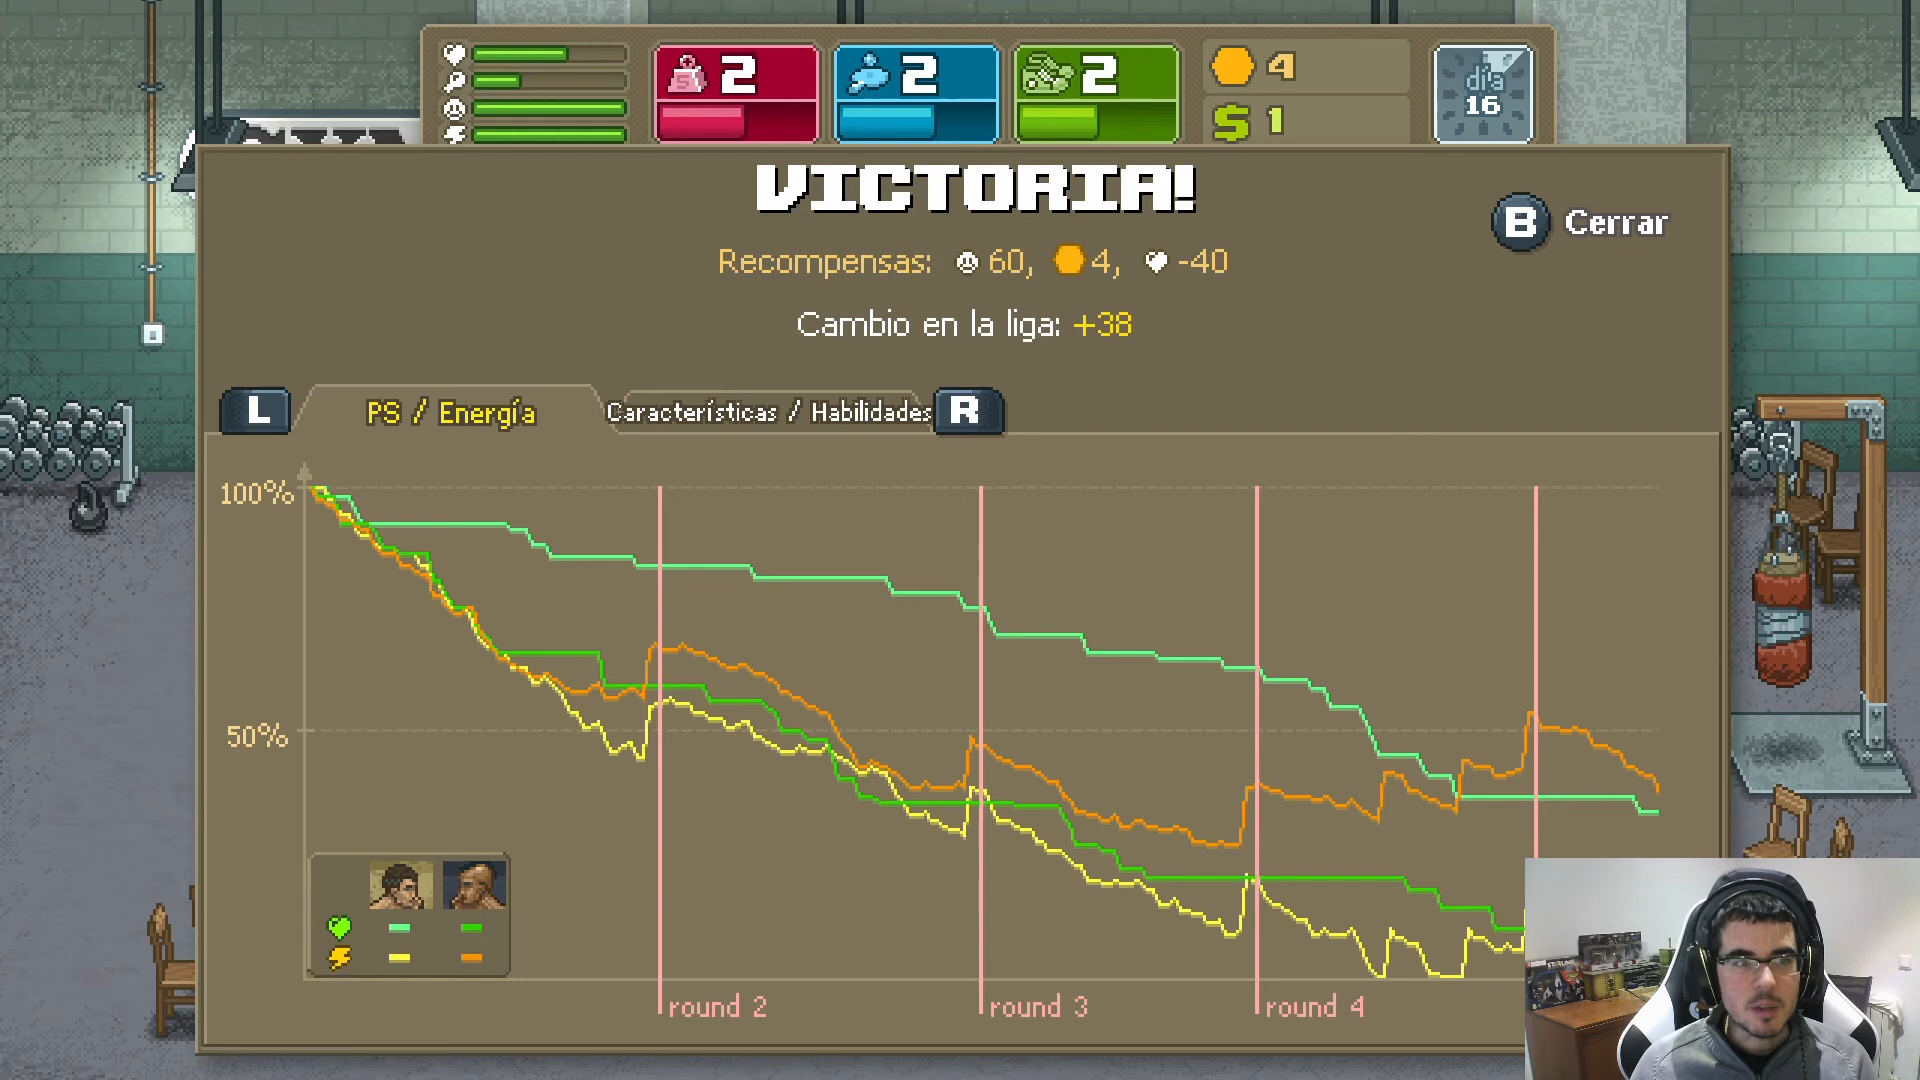 2
2
2
4
$ 1
día
16
VICTORIA!
B Cerrar
Recompensas: 60, 4, -40
Cambio en la liga: +38
L
PS / Energía
Características / Habilidades
R
100%
50%
round 2
round 3
round 4